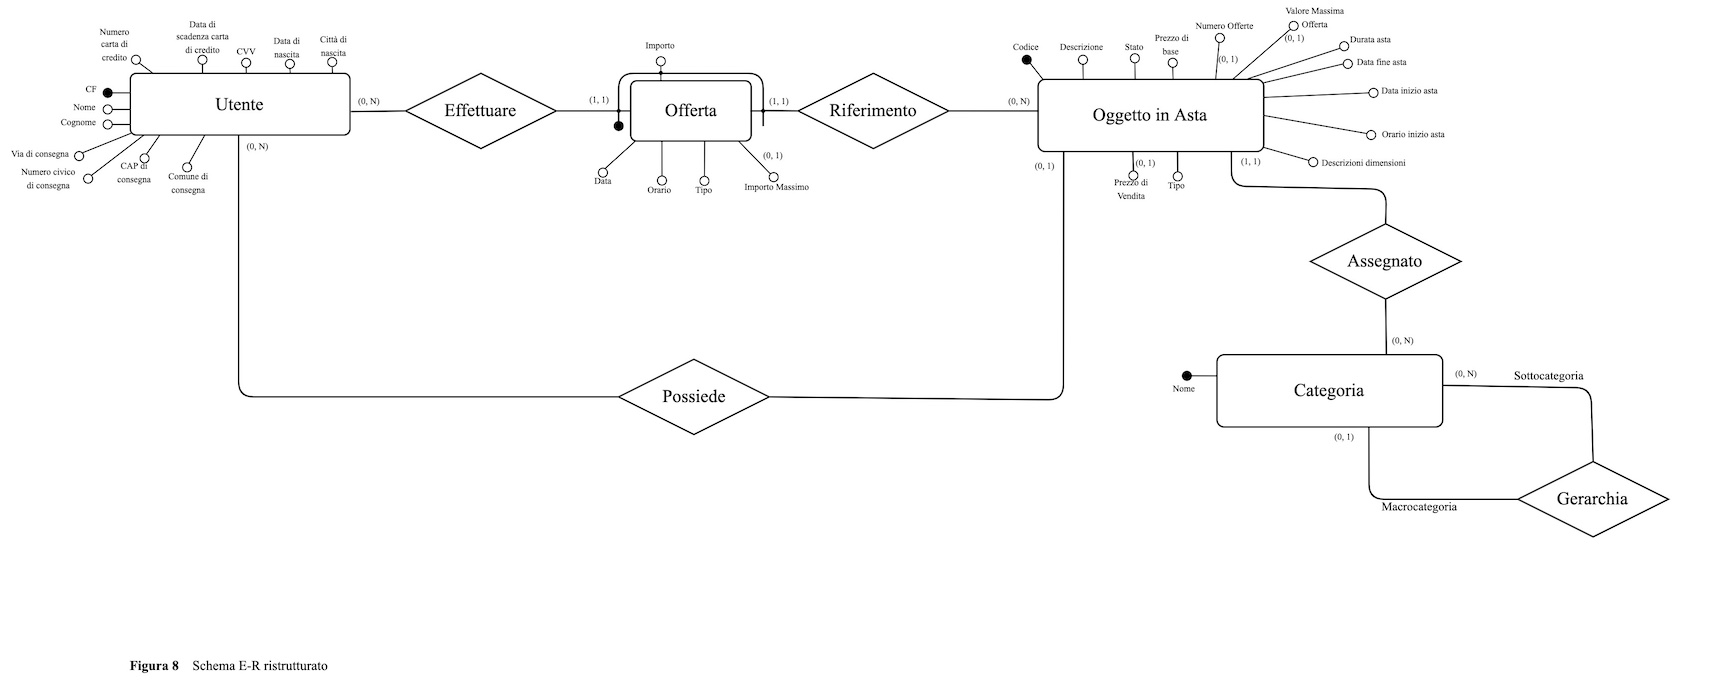 Numero
carta di
credito
Data di
scadenza carta
di credito
CVV
Data di
nascita
Città di
nascita
CF
Nome
Cognome
Utente
(0, N)
(0, N)
Via di consegna
Numero civico
di consegna
CAP di
consegna
Comune di
consegna
Effettuare
Importo
(1, 1)
Offerta
(1, 1)
Data
Orario
Tipo
(0, 1)
Importo Massimo
Riferimento
(0, N)
Codice
Descrizione
Stato
Prezzo di
base
Numero Offerte
(0, 1)
Valore Massima
Offerta
(0, 1)
Durata asta
Data fine asta
Data inizio asta
Orario inizio asta
Descrizioni dimensioni
Oggetto in Asta
(0, 1)
(0, 1)
Prezzo di
Vendita
Tipo
(1, 1)
Assegnato
(0, N)
Possiede
Nome
Categoria
(0, N)
Sottocategoria
(0, 1)
Macrocategoria
Gerarchia
Figura 8 Schema E-R ristrutturato